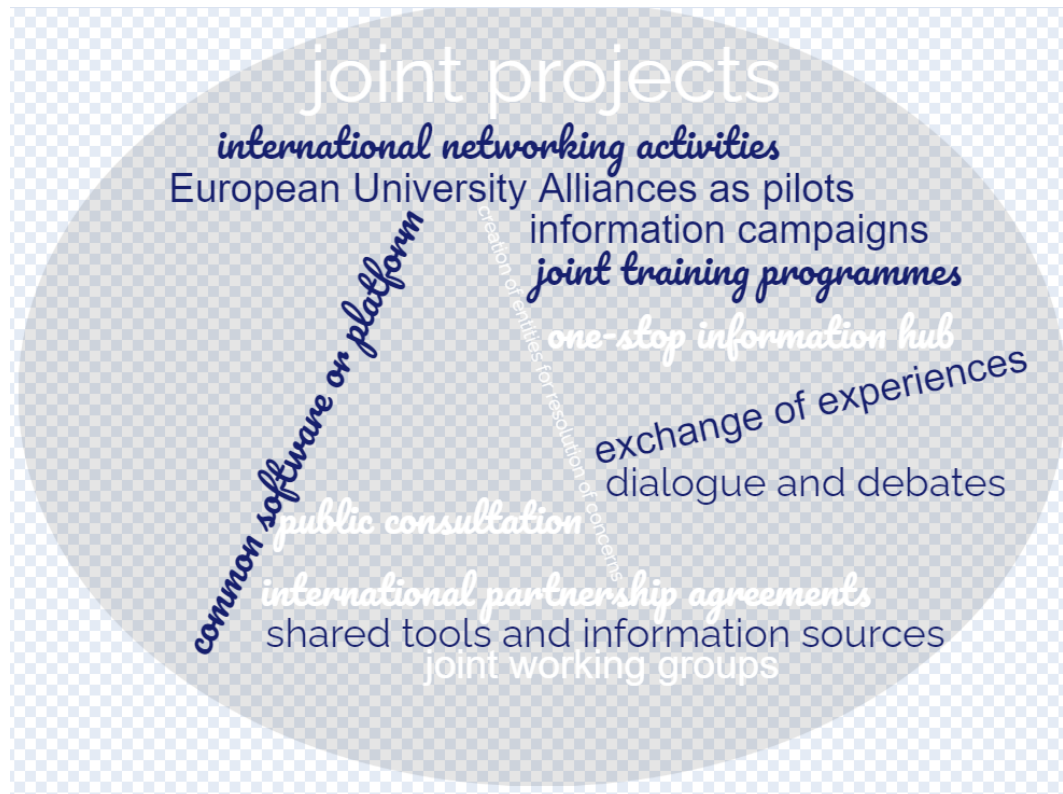 joint projects
international networking activities
European University Alliances as pilots
information campaigns
joint training programmes
creation of entities for resolution of concerns
common software or platform
one-stop information hub
exchange of experiences
dialogue and debates
public consultation
international partnership agreements
shared tools and information sources
joint working groups